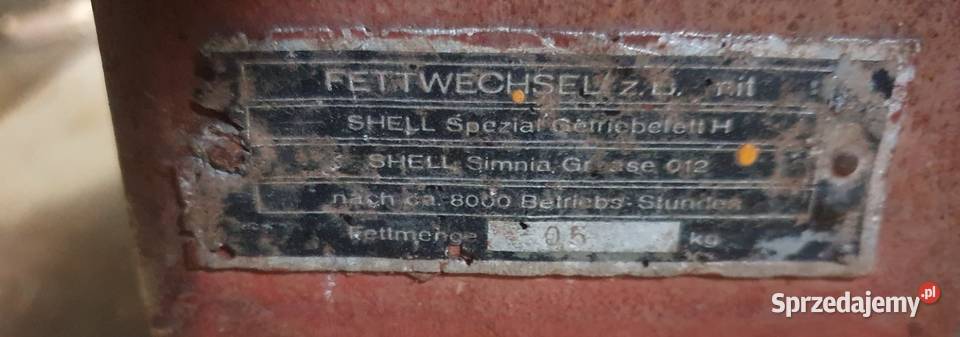 FETTWECHSEL z.B. mit
SHELL Spezial Getriebefett H
SHELL Simnia Grease 012
nach ca. 8000 Betriebs-Stunden
Fettmenge 0,5 kg
Sprzedajemy.pl